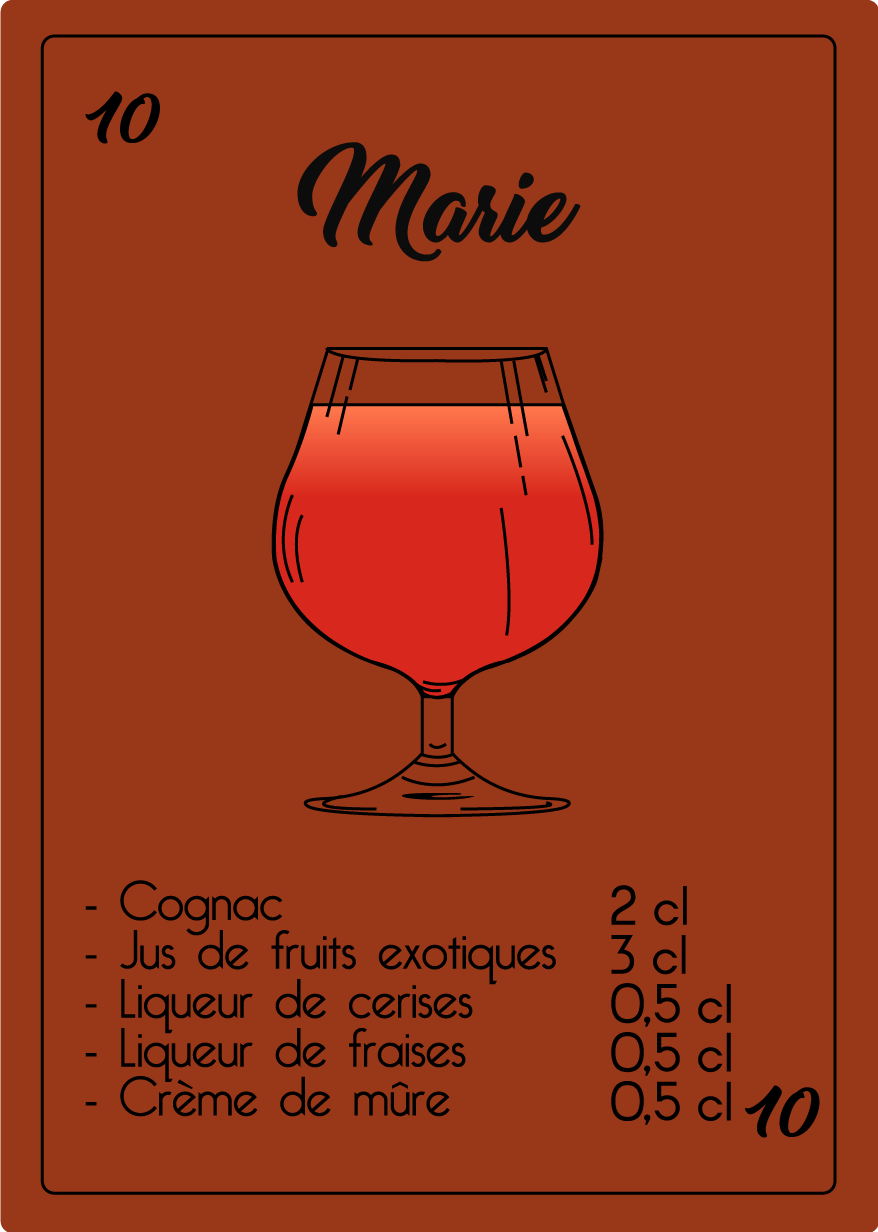 10
Marie
- Cognac 2 cl
- Jus de fruits exotiques 3 cl
- Liqueur de cerises 0,5 cl
- Liqueur de fraises 0,5 cl
- Crème de mûre 0,5 cl
10